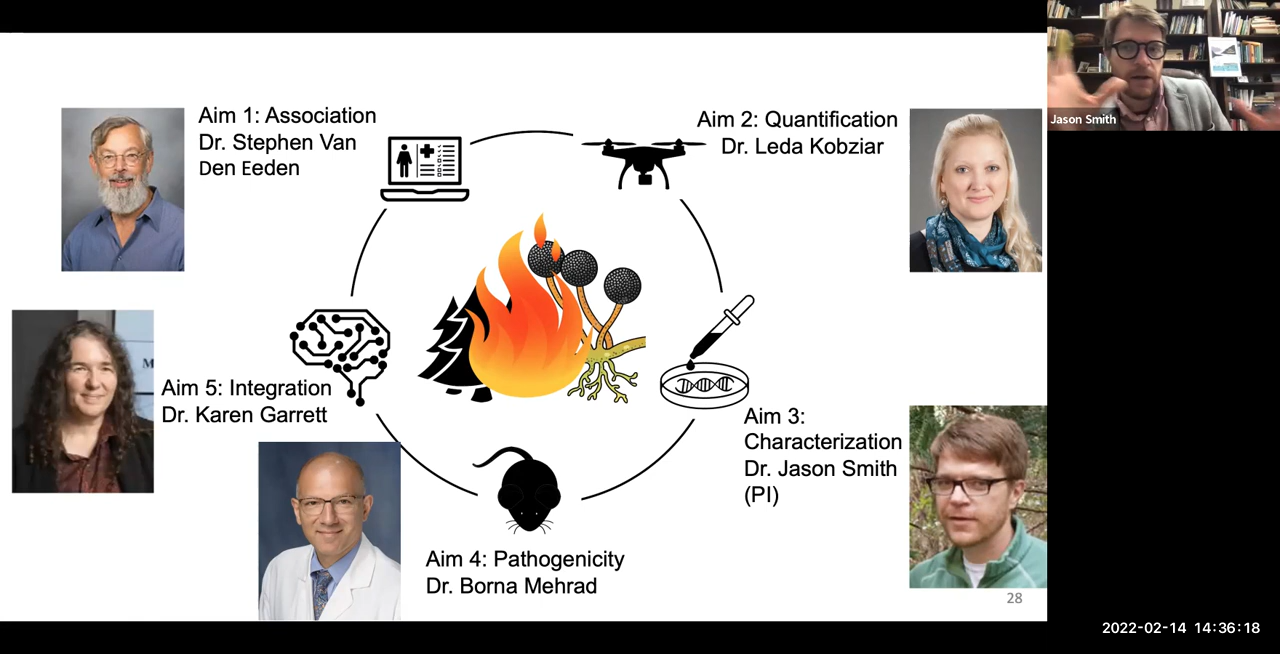 Aim 1: Association
Dr. Stephen Van
Den Eeden
Aim 2: Quantification
Dr. Leda Kobziar
Jason Smith
Aim 3:
Characterization
Dr. Jason Smith
(PI)
Aim 5: Integration
Dr. Karen Garrett
M
Aim 4: Pathogenicity
Dr. Borna Mehrad
28
2022-02-14 14:36:18